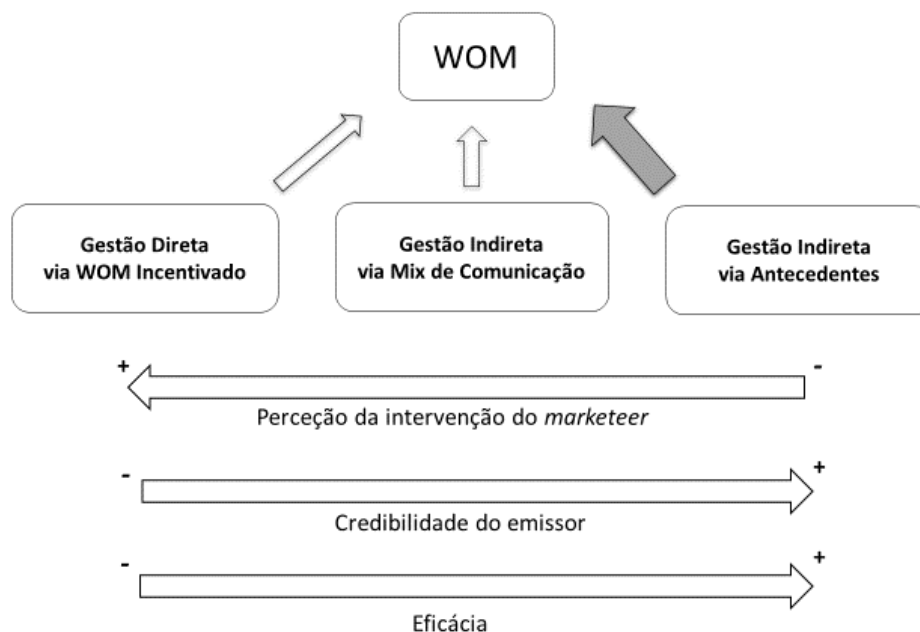 WOM
Gestão Direta
via WOM Incentivado
Gestão Indireta
via Mix de Comunicação
Gestão Indireta
via Antecedentes
+ -
Perceção da intervenção do marketeer
- +
Credibilidade do emissor
- +
Eficácia